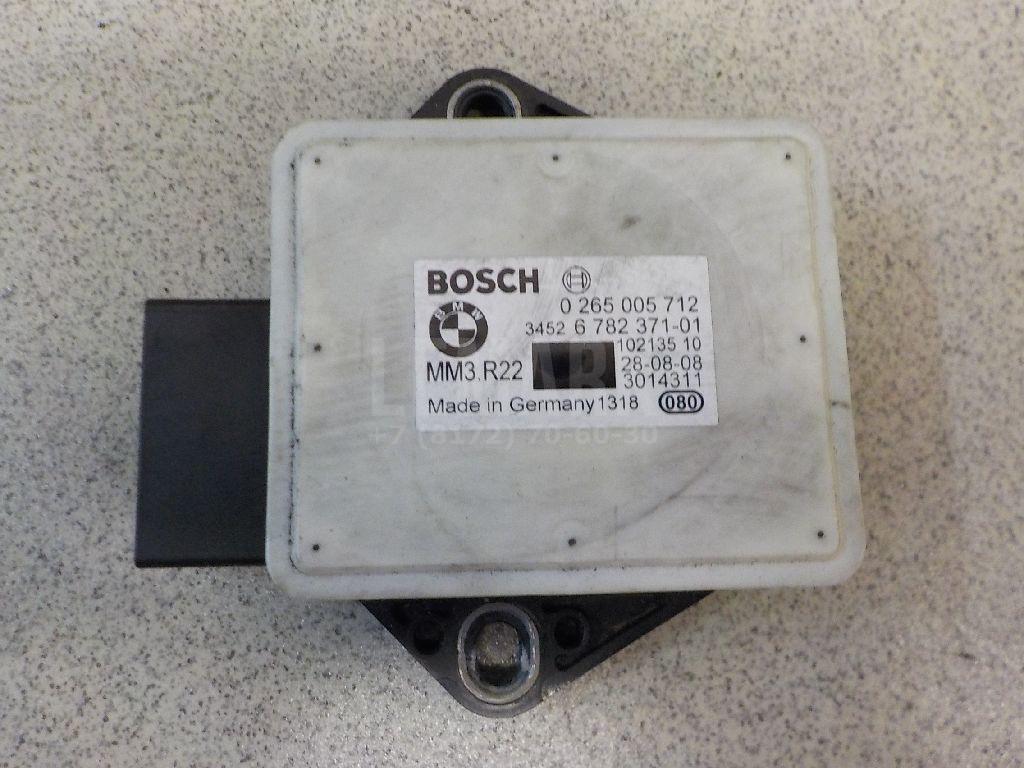 BOSCH
0 265 005 712
BMW
3452 6 782 371-01
102135 10
MM3.R22
28-08-08
3014311
Made in Germany 1318 080
+7 (8172) 70-60-30